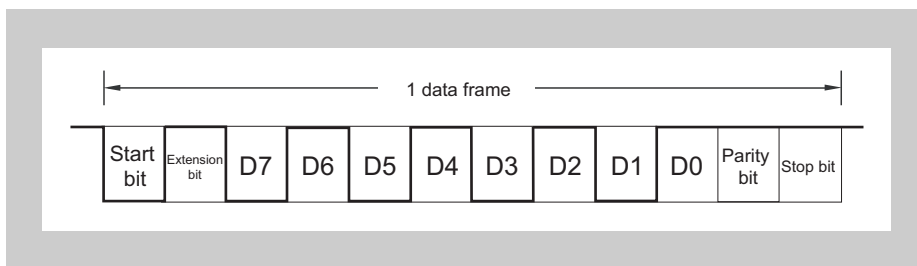 1 data frame
Start bit
Extension bit
D7
D6
D5
D4
D3
D2
D1
D0
Parity bit
Stop bit